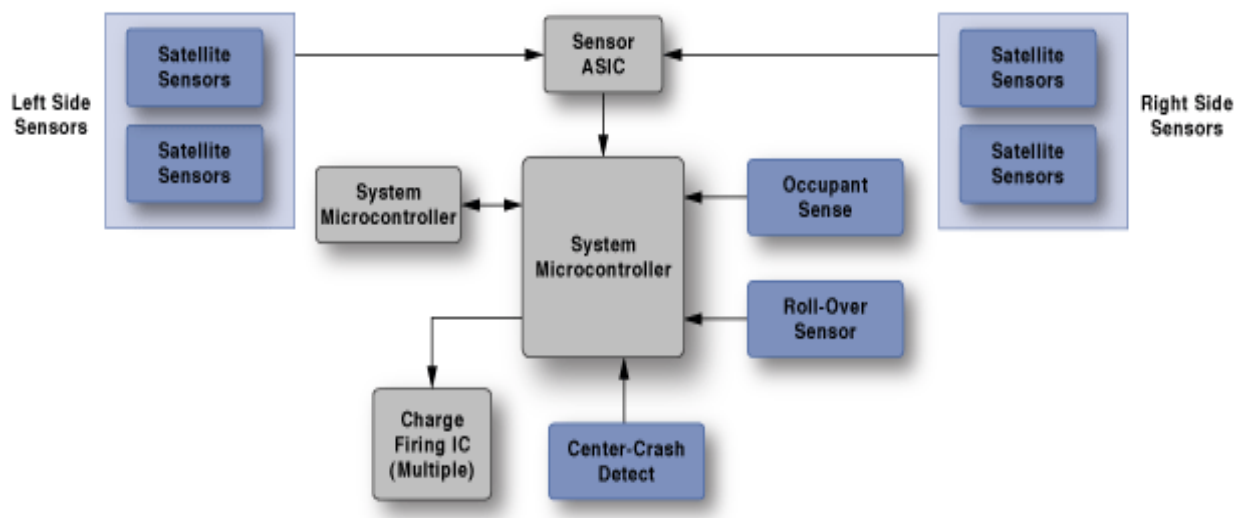 Satellite
Sensors
Satellite
Sensors
Left Side
Sensors
Sensor
ASIC
Satellite
Sensors
Satellite
Sensors
Right Side
Sensors
System
Microcontroller
System
Microcontroller
Occupant
Sense
Roll-Over
Sensor
Charge
Firing IC
(Multiple)
Center-Crash
Detect